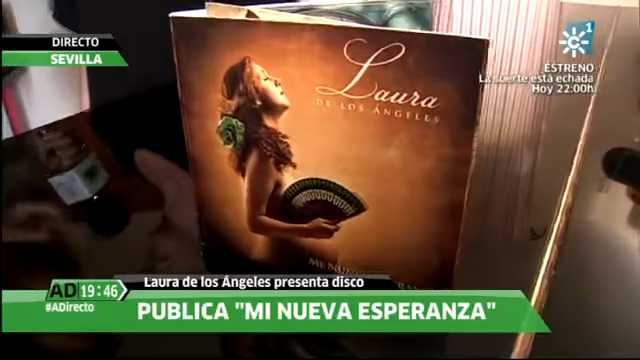 DIRECTO
SEVILLA
1
ESTRENO
La suerte está echada
Hoy 22:00h
Laura
DE LOS ÁNGELES
AD 19:46
#ADirecto
Laura de los Ángeles presenta disco
PUBLICA "MI NUEVA ESPERANZA"